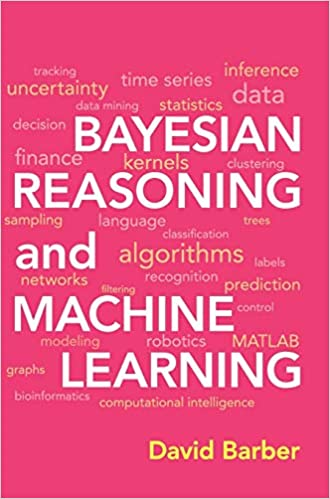 tracking
inference
time series
uncertainty
data
data mining
statistics
decision
BAYESIAN
finance
kernels
clustering
REASONING
sampling
language
trees
classification
and
algorithms
labels
recognition
networks
filtering
prediction
MACHINE
control
modeling
robotics
MATLAB
graphs
LEARNING
bioinformatics
computational intelligence
David Barber